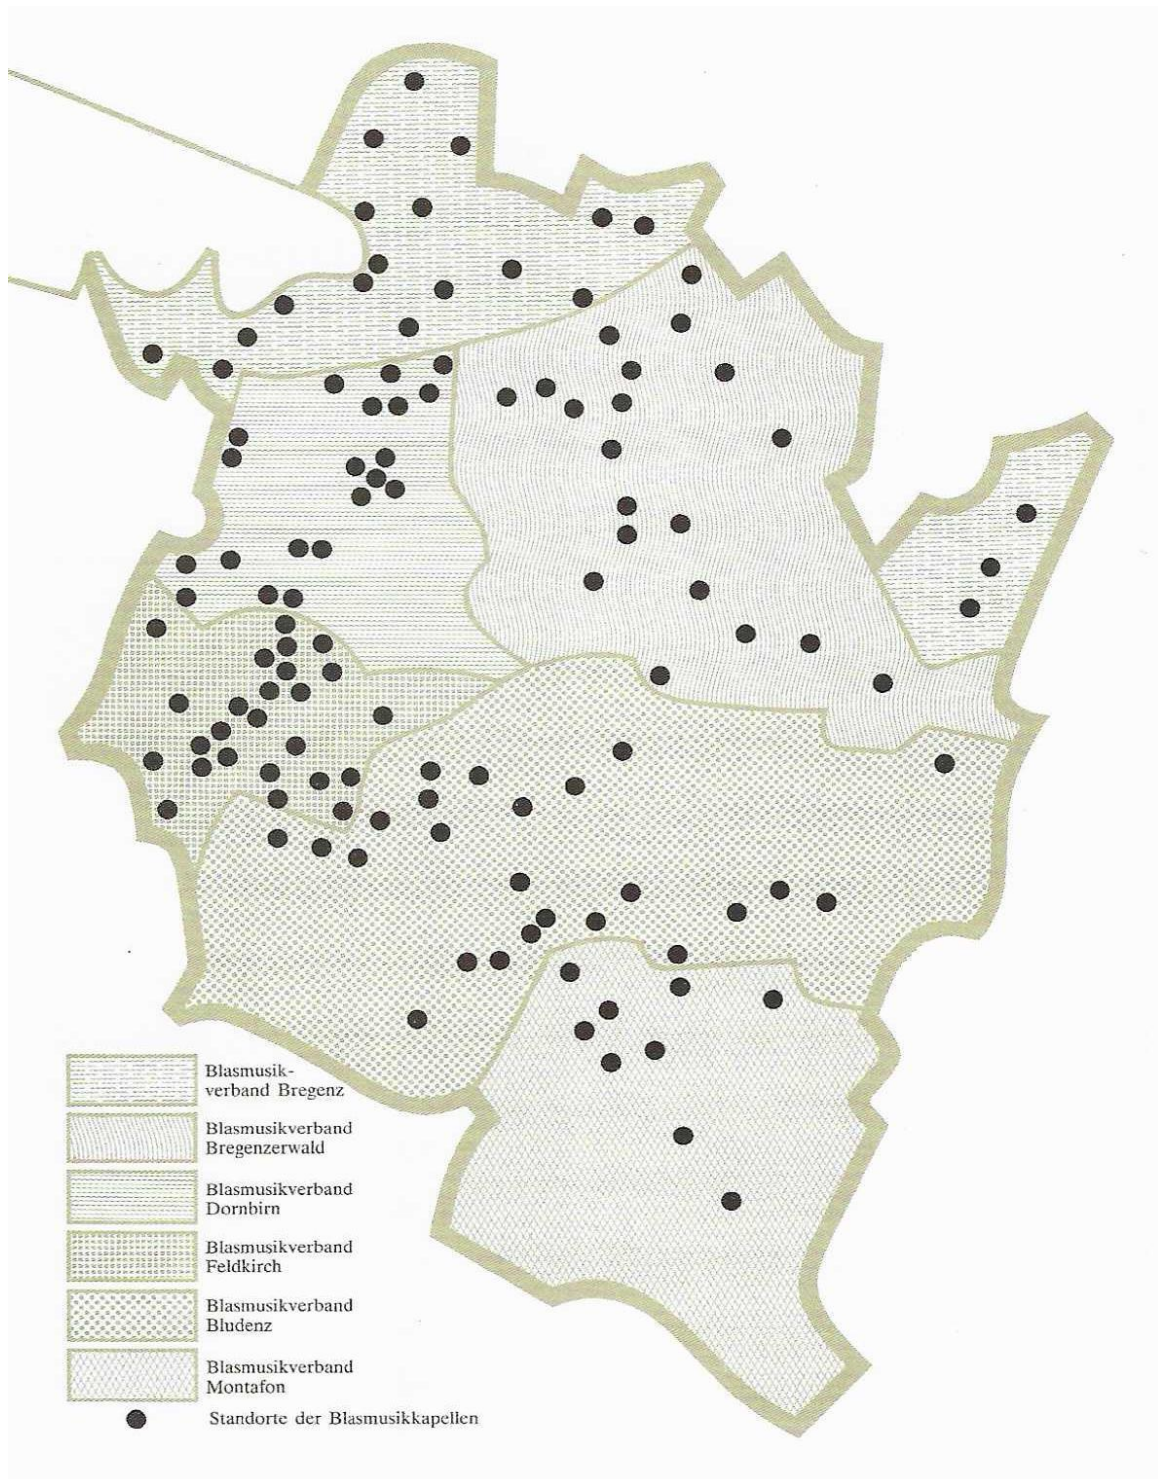 Blasmusik-
verband Bregenz
Blasmusikverband
Bregenzerwald
Blasmusikverband
Dornbirn
Blasmusikverband
Feldkirch
Blasmusikverband
Bludenz
Blasmusikverband
Montafon
Standorte der Blasmusikkapellen